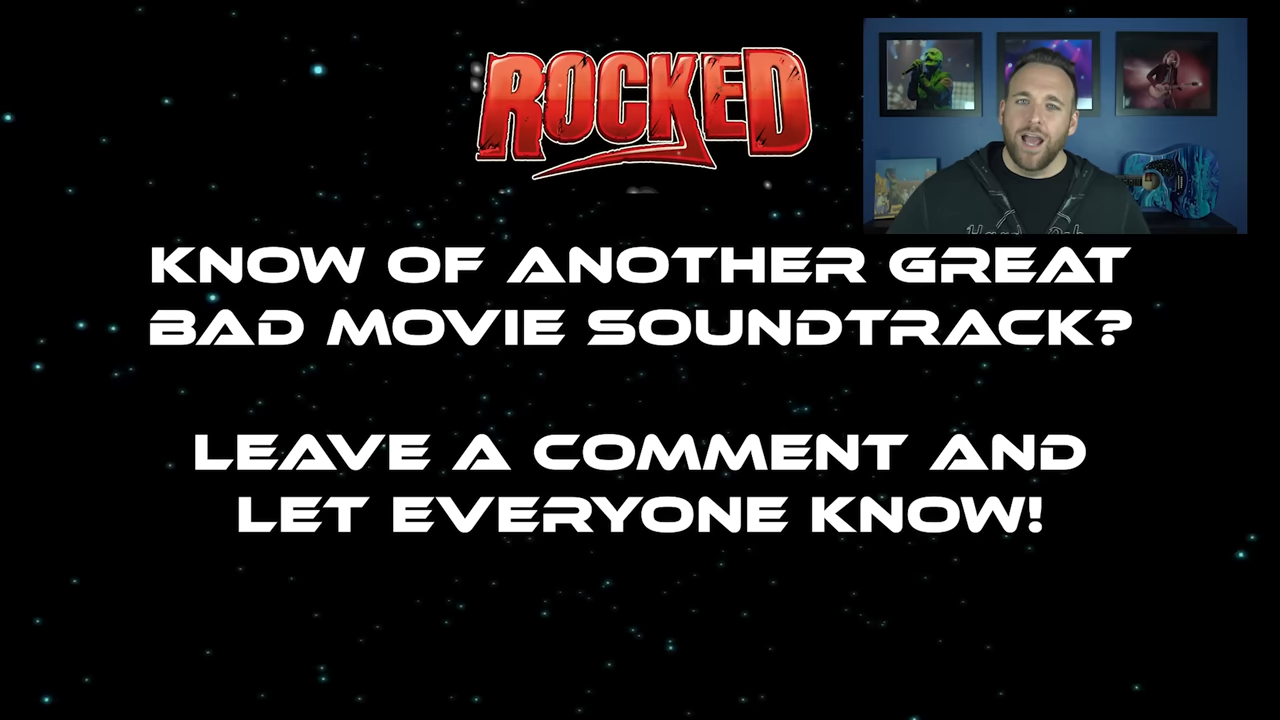 ROCKED
KNOW OF ANOTHER GREAT
BAD MOVIE SOUNDTRACK?
LEAVE A COMMENT AND
LET EVERYONE KNOW!